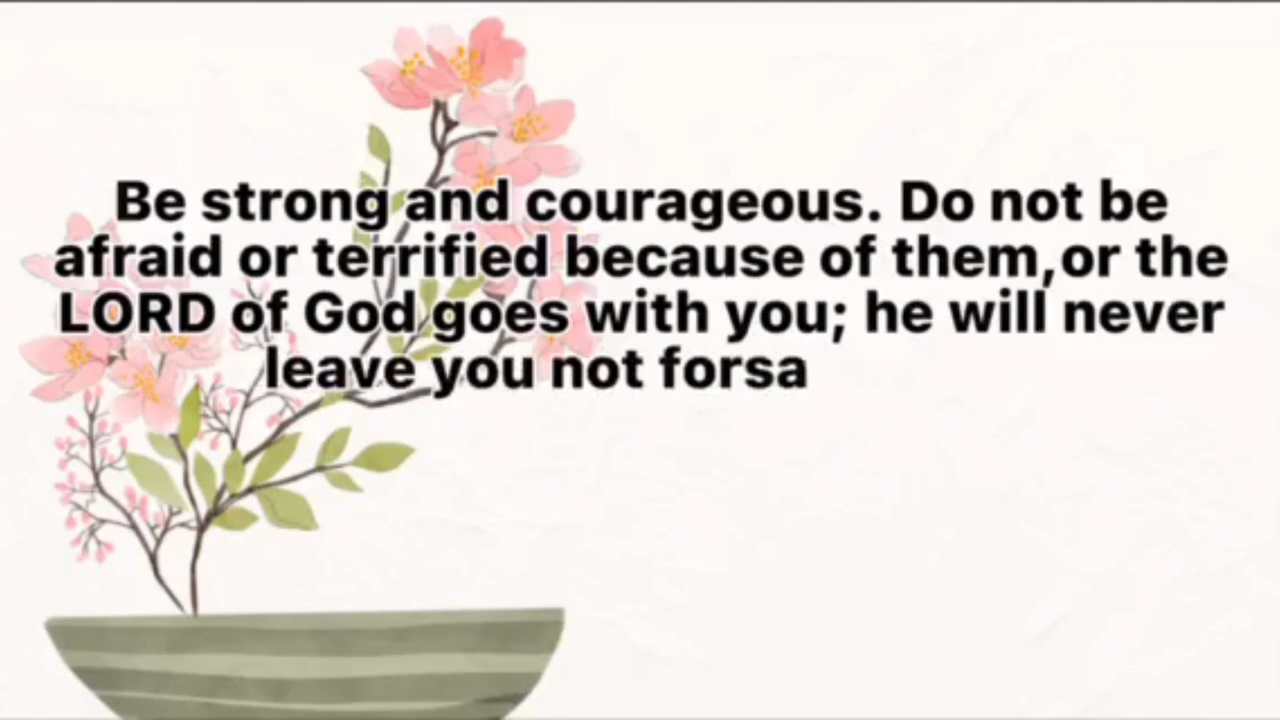 Be strong and courageous. Do not be
afraid or terrified because of them,or the
LORD of God goes with you; he will never
leave you not forsa